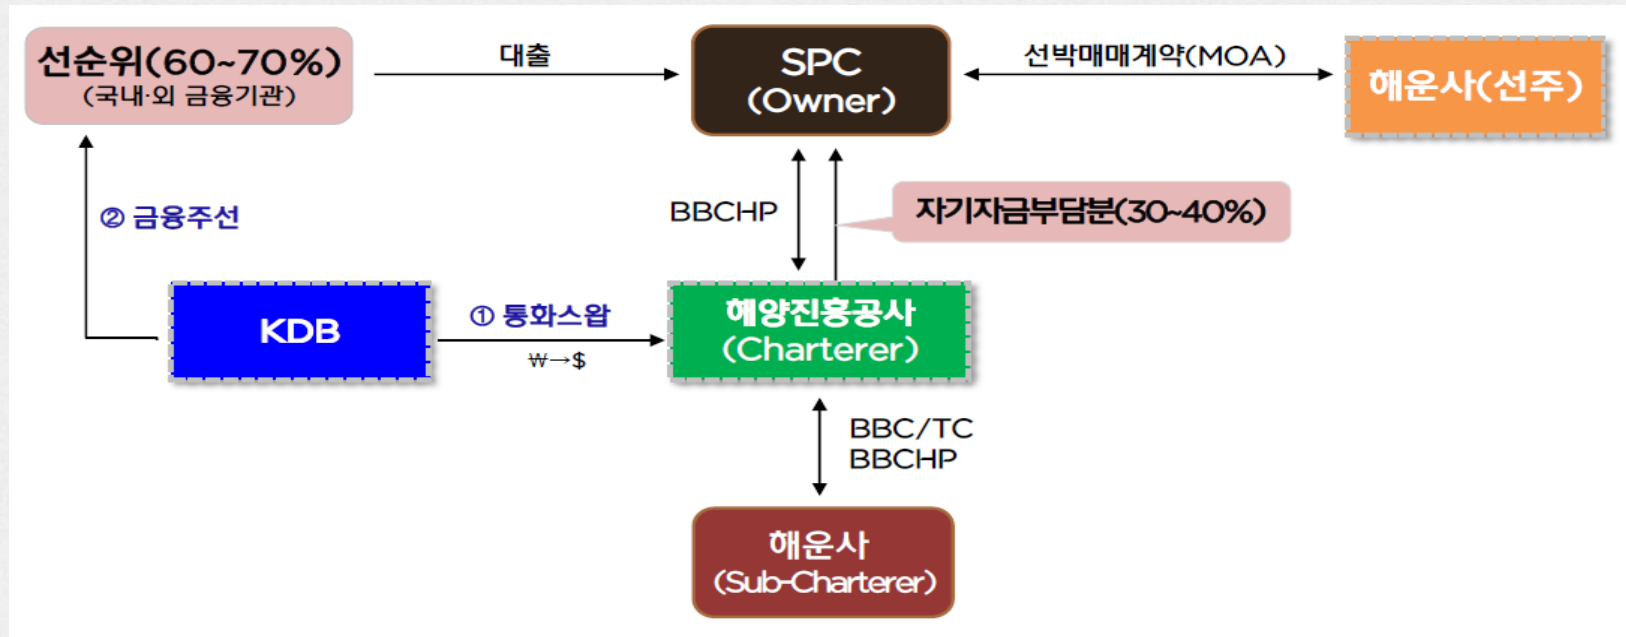 선순위(60~70%)
(국내·외 금융기관)
대출
SPC
(Owner)
선박매매계약(MOA)
해운사(선주)
② 금융주선
BBCHP
자기자금부담분(30~40%)
KDB
① 통화스왑
₩→$
해양진흥공사
(Charterer)
BBC/TC
BBCHP
해운사
(Sub-Charterer)